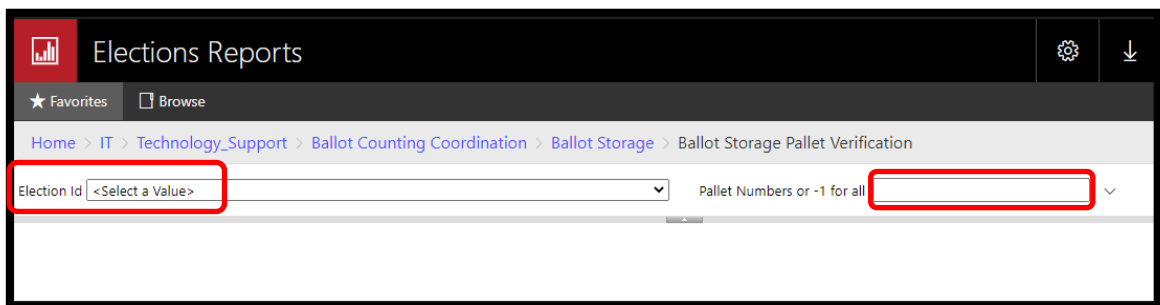 Elections Reports
Favorites Browse
Home > IT > Technology_Support > Ballot Counting Coordination > Ballot Storage > Ballot Storage Pallet Verification
Election Id <Select a Value> Pallet Numbers or -1 for all